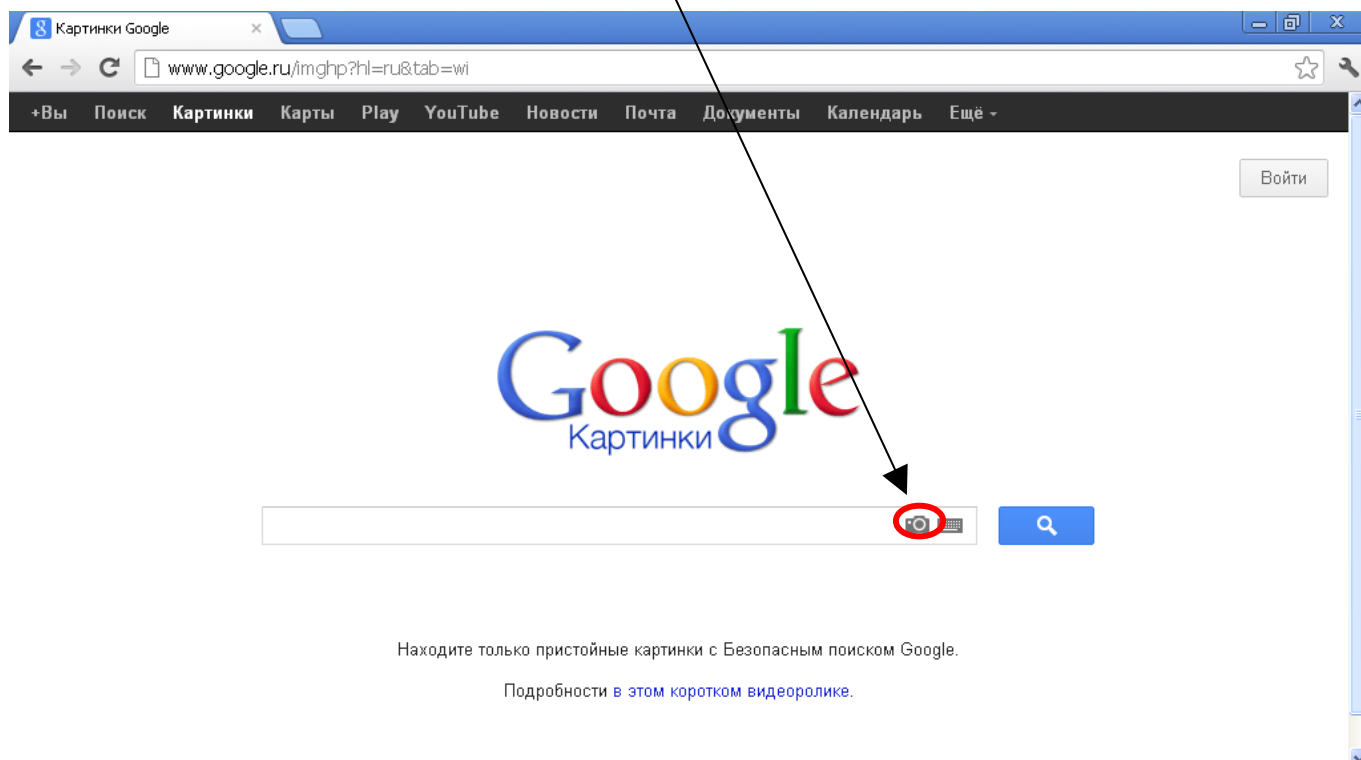 Картинки Google
www.google.ru/imghp?hl=ru&tab=wi
+Вы Поиск Картинки Карты Play YouTube Новости Почта Документы Календарь Ещё
Войти
Google
Картинки
Находите только пристойные картинки с Безопасным поиском Google.
Подробности в этом коротком видеоролике.